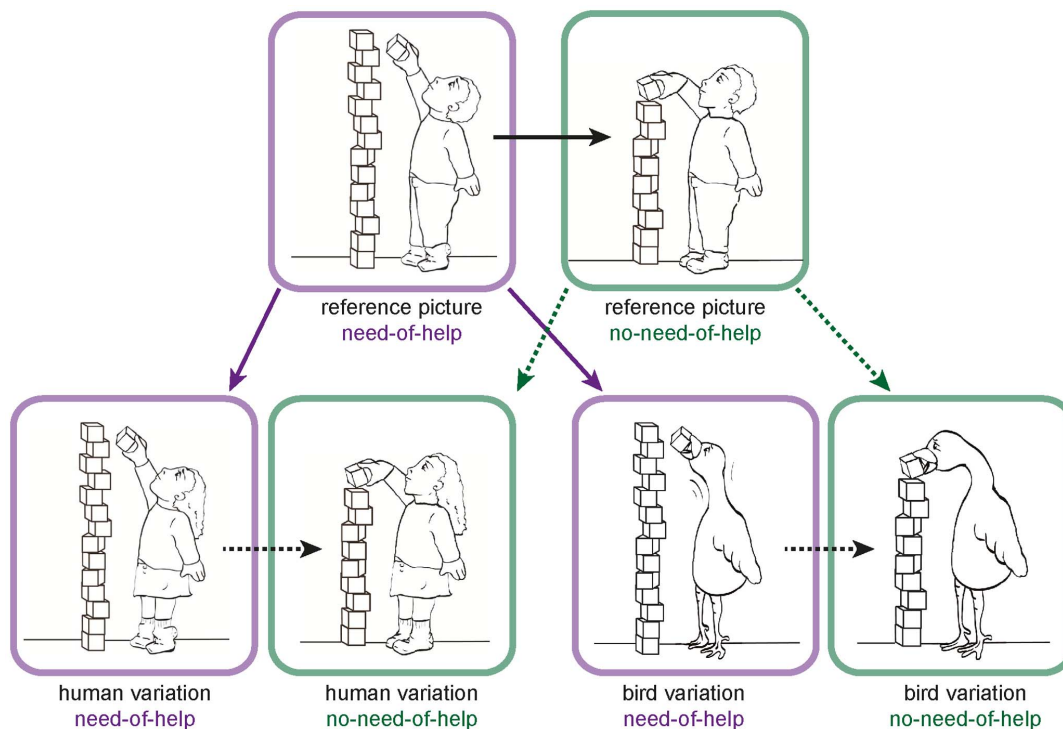 reference picture
need-of-help
reference picture
no-need-of-help
human variation
need-of-help
human variation
no-need-of-help
bird variation
need-of-help
bird variation
no-need-of-help